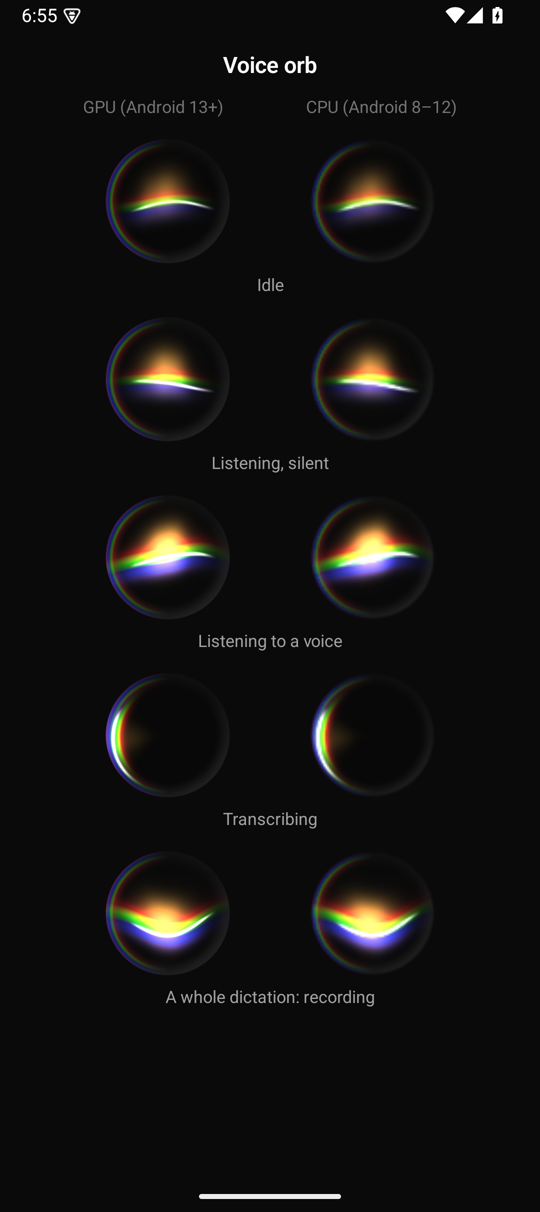 6:55
Voice orb
GPU (Android 13+) CPU (Android 8–12)
Idle
Listening, silent
Listening to a voice
Transcribing
A whole dictation: recording